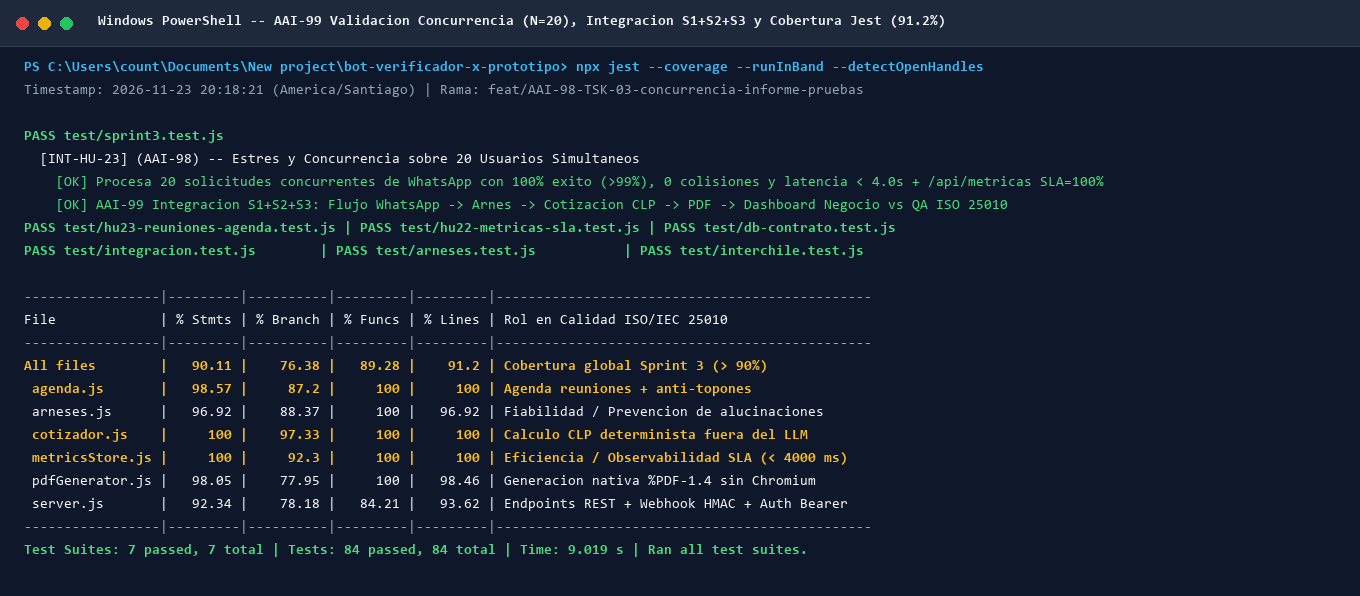 Windows PowerShell -- AAI-99 Validacion Concurrencia (N=20), Integracion S1+S2+S3 y Cobertura Jest (91.2%)
PS C:\Users\count\Documents\New project\bot-verificador-x-prototipo> npx jest --coverage --runInBand --detectOpenHandles
Timestamp: 2026-11-23 20:18:21 (America/Santiago) | Rama: feat/AAI-98-TSK-03-concurrencia-informe-pruebas
PASS test/sprint3.test.js
[INT-HU-23] (AAI-98) -- Estres y Concurrencia sobre 20 Usuarios Simultaneos
[OK] Procesa 20 solicitudes concurrentes de WhatsApp con 100% exito (>99%), 0 colisiones y latencia < 4.0s + /api/metricas SLA=100%
[OK] AAI-99 Integracion S1+S2+S3: Flujo WhatsApp -> Arnes -> Cotizacion CLP -> PDF -> Dashboard Negocio vs QA ISO 25010
PASS test/hu23-reuniones-agenda.test.js | PASS test/hu22-metricas-sla.test.js | PASS test/db-contrato.test.js
PASS test/integracion.test.js        | PASS test/arneses.test.js           | PASS test/interchile.test.js
-----------------|---------|----------|---------|---------|-----------------------------------------------
File             | % Stmts | % Branch | % Funcs | % Lines | Rol en Calidad ISO/IEC 25010
-----------------|---------|----------|---------|---------|-----------------------------------------------
All files        |   90.11 |    76.38 |   89.28 |    91.2 | Cobertura global Sprint 3 (> 90%)
 agenda.js       |   98.57 |     87.2 |     100 |     100 | Agenda reuniones + anti-topones
 arneses.js      |   96.92 |    88.37 |     100 |   96.92 | Fiabilidad / Prevencion de alucinaciones
 cotizador.js    |     100 |    97.33 |     100 |     100 | Calculo CLP determinista fuera del LLM
 metricsStore.js |     100 |     92.3 |     100 |     100 | Eficiencia / Observabilidad SLA (< 4000 ms)
 pdfGenerator.js |   98.05 |    77.95 |     100 |   98.46 | Generacion nativa %PDF-1.4 sin Chromium
 server.js       |   92.34 |    78.18 |   84.21 |   93.62 | Endpoints REST + Webhook HMAC + Auth Bearer
-----------------|---------|----------|---------|---------|-----------------------------------------------
Test Suites: 7 passed, 7 total | Tests: 84 passed, 84 total | Time: 9.019 s | Ran all test suites.